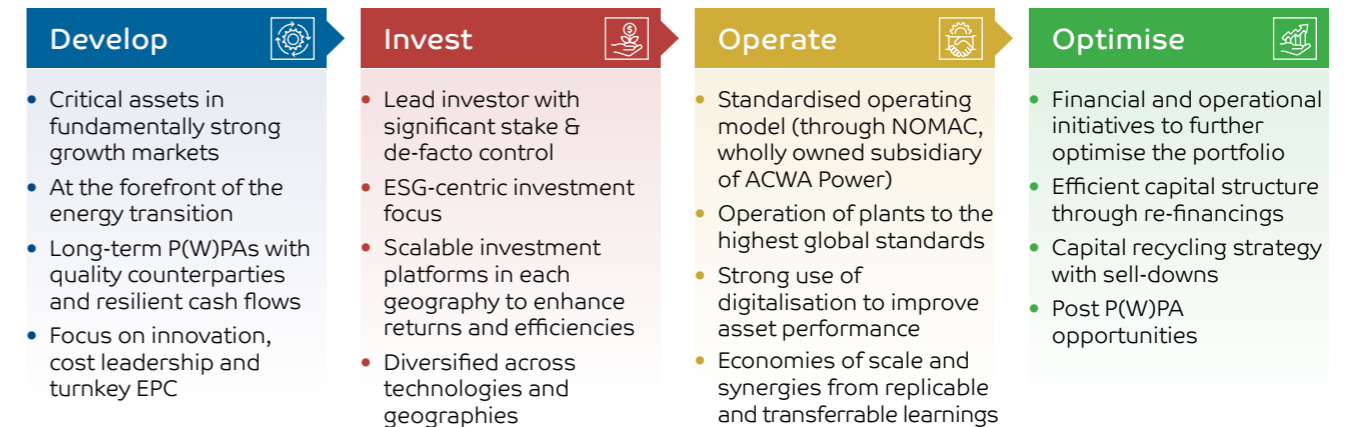 Develop
• Critical assets in
fundamentally strong
growth markets
• At the forefront of the
energy transition
• Long-term P(W)PAs with
quality counterparties
and resilient cash flows
• Focus on innovation,
cost leadership and
turnkey EPC
Invest
• Lead investor with
significant stake &
de-facto control
• ESG-centric investment
focus
• Scalable investment
platforms in each
geography to enhance
returns and efficiencies
• Diversified across
technologies and
geographies
Operate
• Standardised operating
model (through NOMAC,
wholly owned subsidiary
of ACWA Power)
• Operation of plants to the
highest global standards
• Strong use of
digitalisation to improve
asset performance
• Economies of scale and
synergies from replicable
and transferrable learnings
Optimise
• Financial and operational
initiatives to further
optimise the portfolio
• Efficient capital structure
through re-financings
• Capital recycling strategy
with sell-downs
• Post P(W)PA
opportunities